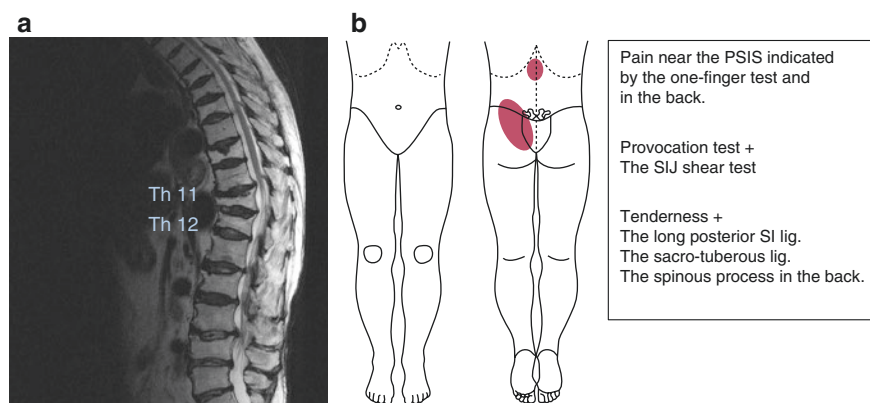 a
b
Th 11
Th 12
Pain near the PSIS indicated
by the one-finger test and
in the back.
Provocation test +
The SIJ shear test
Tenderness +
The long posterior SI lig.
The sacro-tuberous lig.
The spinous process in the back.